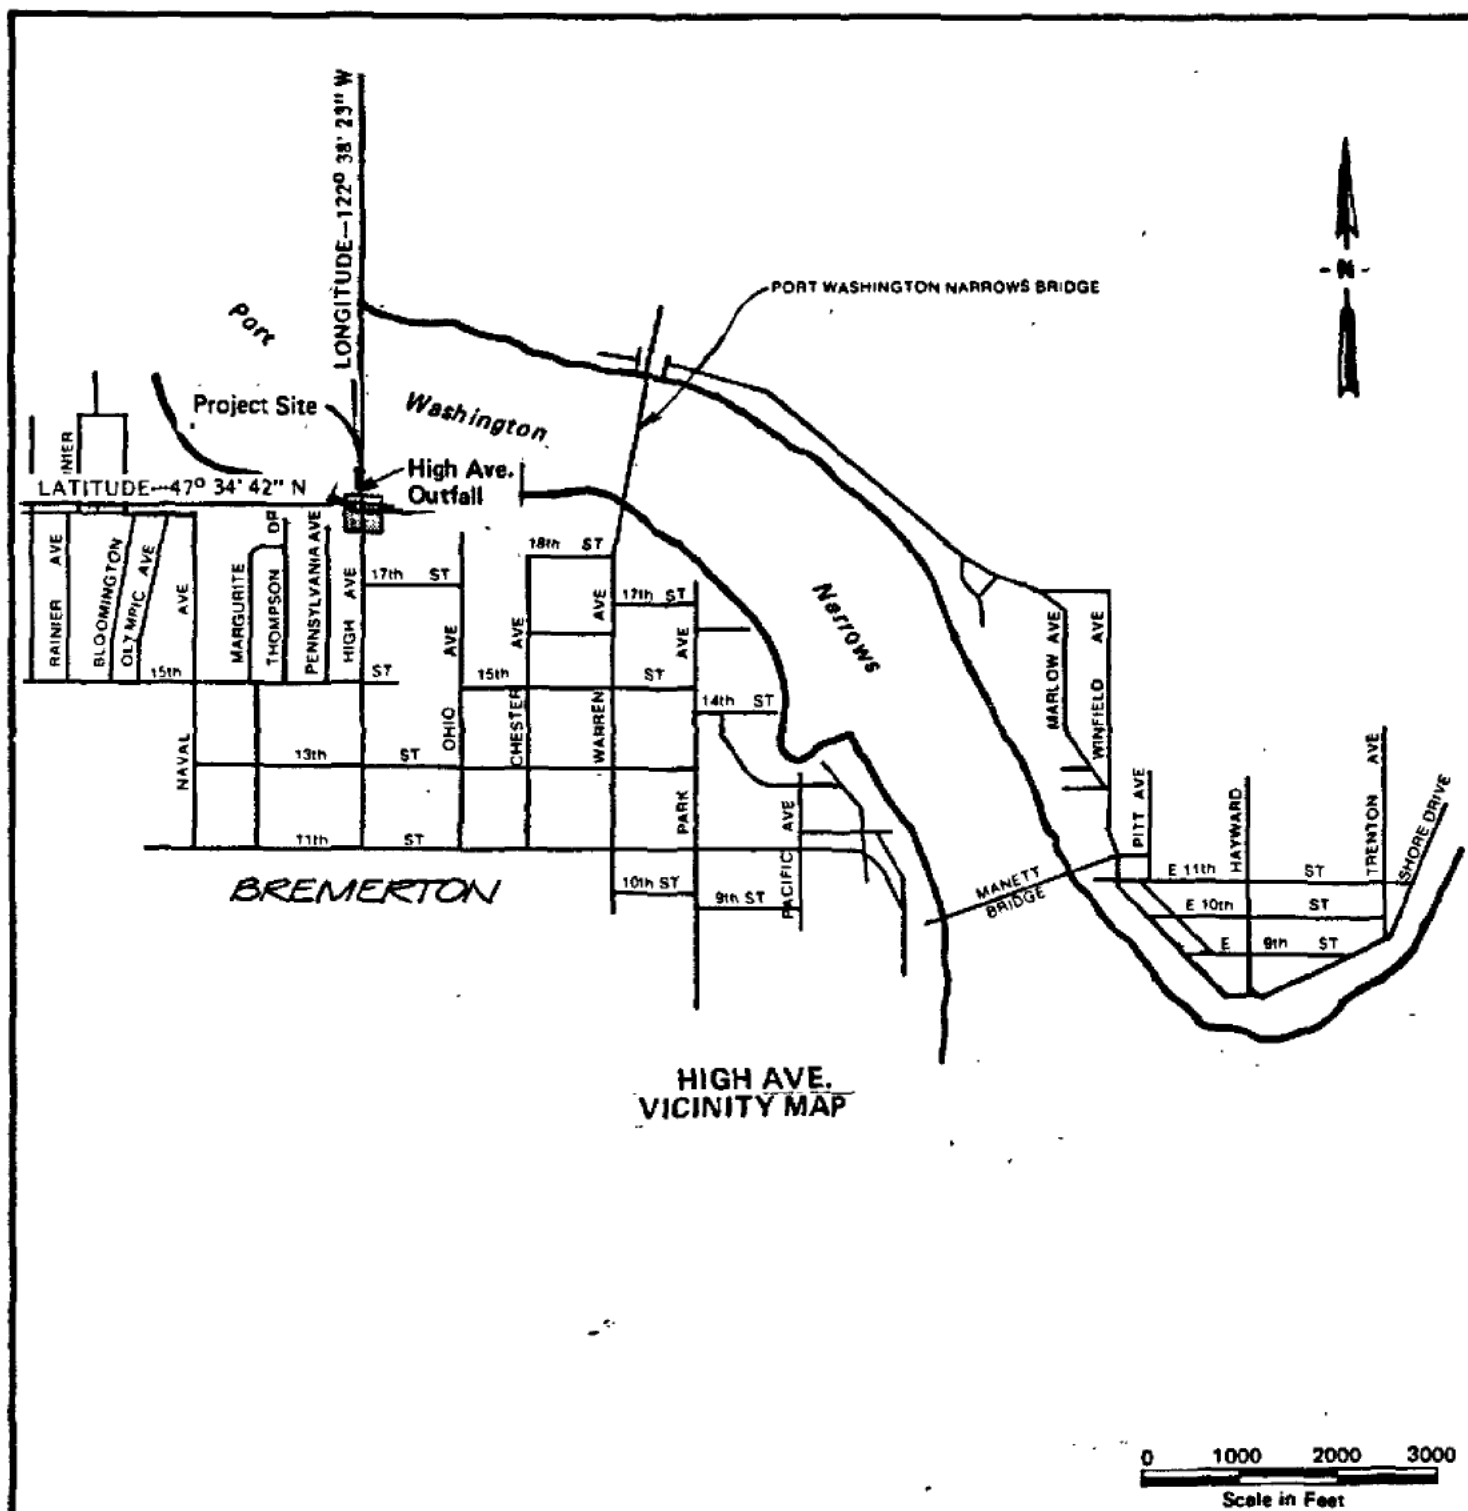 LONGITUDE—122° 38' 23" W
- N -
PORT WASHINGTON NARROWS BRIDGE
Port
Washington
Narrows
Project Site
High Ave.
Outfall
LATITUDE—47° 34' 42" N
NIER
RAINIER AVE
BLOOMINGTON
OLYMPIC AVE
NAVAL AVE
MARGURITE
THOMPSON DR
PENNSYLVANIA AVE
HIGH AVE
OHIO AVE
CHESTER AVE
WARREN AVE
PARK AVE
PACIFIC AVE
18th ST
17th ST
17th ST
15th ST
15th ST
14th ST
13th ST
11th ST
10th ST
9th ST
BREMERTON
MANETT
BRIDGE
MARLOW AVE
WINFIELD AVE
PITT AVE
HAYWARD
TRENTON AVE
SHORE DRIVE
E 11th ST
E 10th ST
E 9th ST
HIGH AVE.
VICINITY MAP
0 1000 2000 3000
Scale in Feet